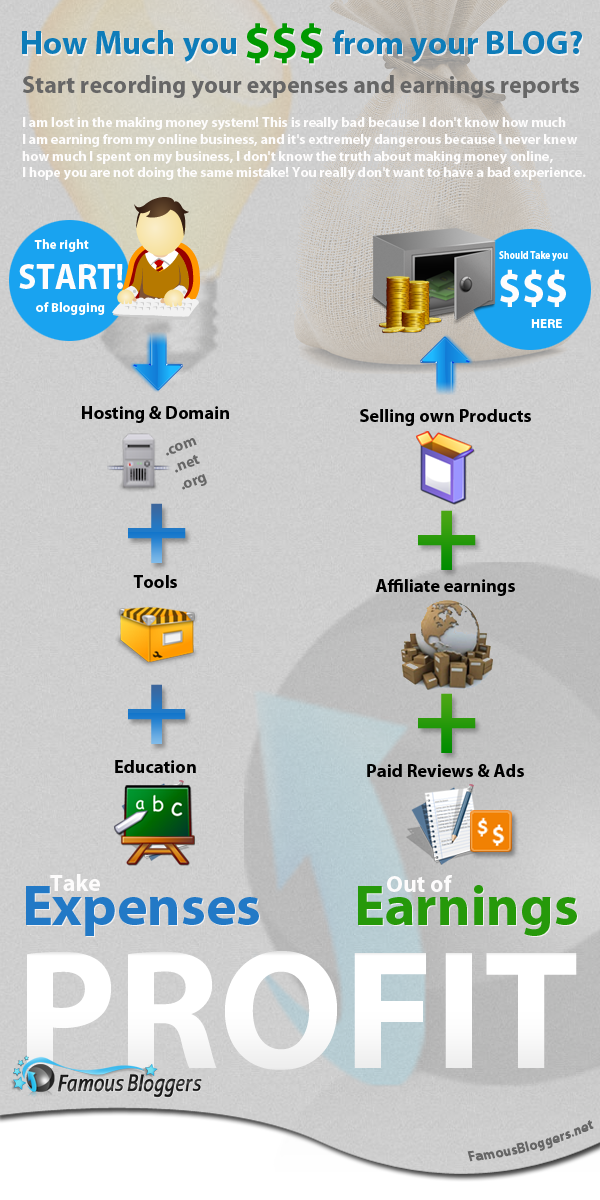 How Much you $$$ from your BLOG?
Start recording your expenses and earnings reports
I am lost in the making money system! This is really bad because I don't know how much
I am earning from my online business, and it's extremely dangerous because I never knew
how much I spent on my business, I don't know the truth about making money online,
I hope you are not doing the same mistake! You really don't want to have a bad experience.
The right
START!
of Blogging
Should Take you
$$$
HERE
Hosting & Domain
.com
.net
.org
Tools
Education
a b c
Selling own Products
Affiliate earnings
Paid Reviews & Ads
$ $
Take
Expenses
Out of
Earnings
PROFIT
Famous Bloggers
FamousBloggers.net